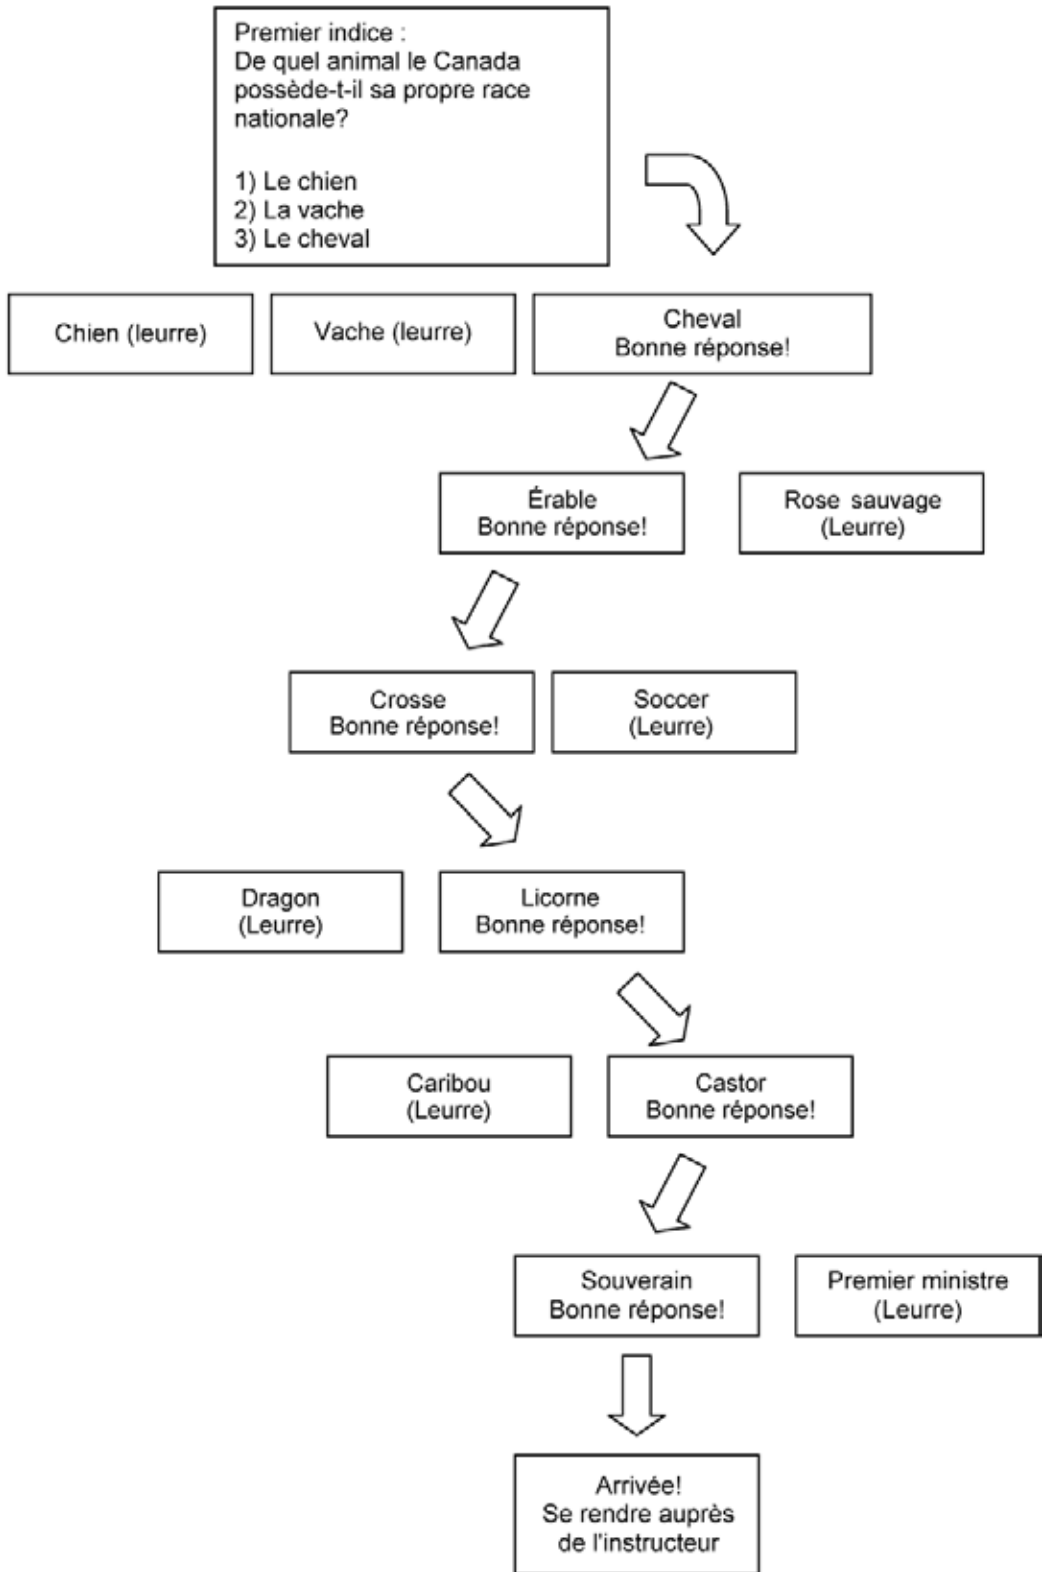 Premier indice :
De quel animal le Canada
possède-t-il sa propre race
nationale?
1) Le chien
2) La vache
3) Le cheval
Chien (leurre)
Vache (leurre)
Cheval
Bonne réponse!
Érable
Bonne réponse!
Rose sauvage
(Leurre)
Crosse
Bonne réponse!
Soccer
(Leurre)
Dragon
(Leurre)
Licorne
Bonne réponse!
Caribou
(Leurre)
Castor
Bonne réponse!
Souverain
Bonne réponse!
Premier ministre
(Leurre)
Arrivée!
Se rendre auprès
de l'instructeur